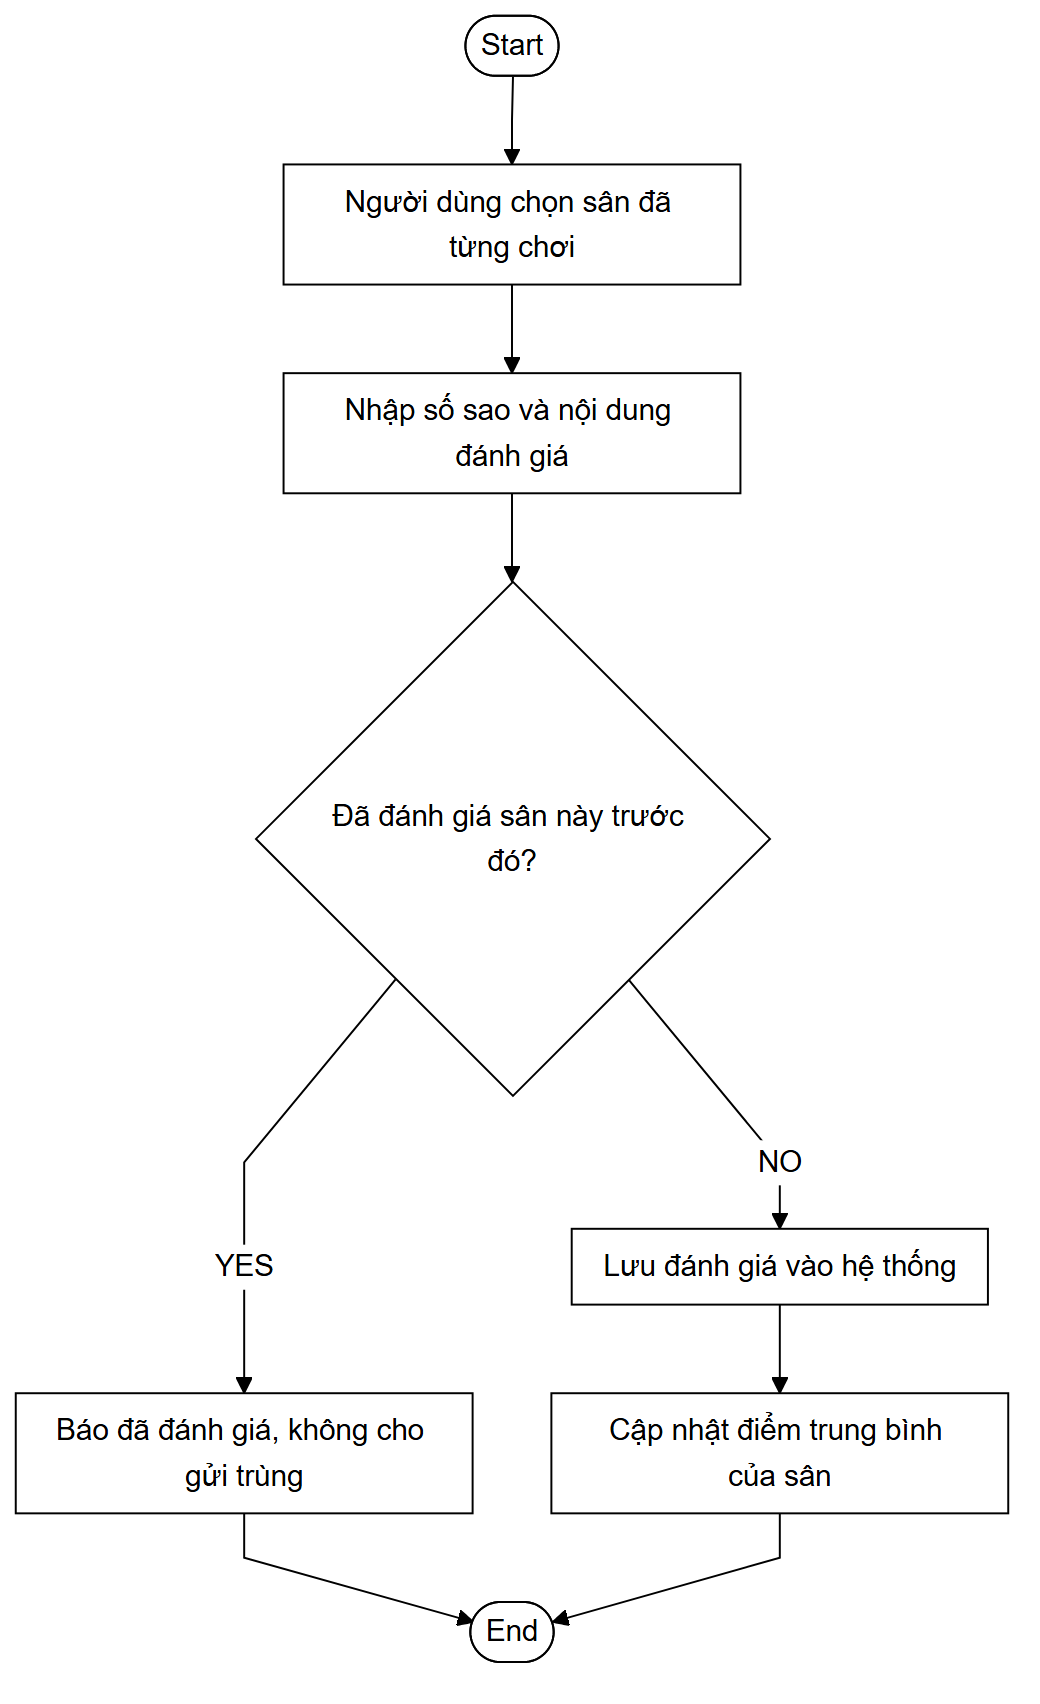 Start
Người dùng chọn sân đã
từng chơi
Nhập số sao và nội dung
đánh giá
Đã đánh giá sân này trước
đó?
NO
YES
Lưu đánh giá vào hệ thống
Báo đã đánh giá, không cho
gửi trùng
Cập nhật điểm trung bình
của sân
End